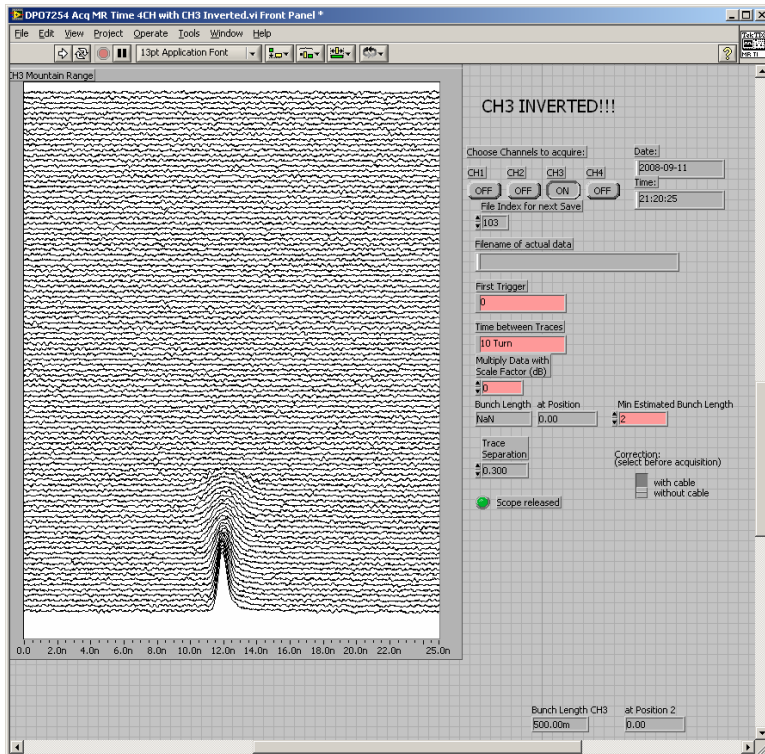 DPO7254 Acq MR Time 4CH with CH3 Inverted.vi Front Panel *
File Edit View Project Operate Tools Window Help
13pt Application Font
CH3 Mountain Range
CH3 INVERTED!!!
Choose Channels to acquire:
Date:
CH1 CH2 CH3 CH4
2008-09-11
OFF OFF ON OFF
Time:
21:20:25
File Index for next Save
103
Filename of actual data
First Trigger
0
Time between Traces
10 Turn
Multiply Data with
Scale Factor (dB)
0
Bunch Length at Position Min Estimated Bunch Length
NaN 0.00 2
Trace
Separation
0.300
Correction:
(select before acquisition)
with cable
without cable
Scope released
0.0 2.0n 4.0n 6.0n 8.0n 10.0n 12.0n 14.0n 16.0n 18.0n 20.0n 22.0n 25.0n
Bunch Length CH3 at Position 2
500.00m 0.00